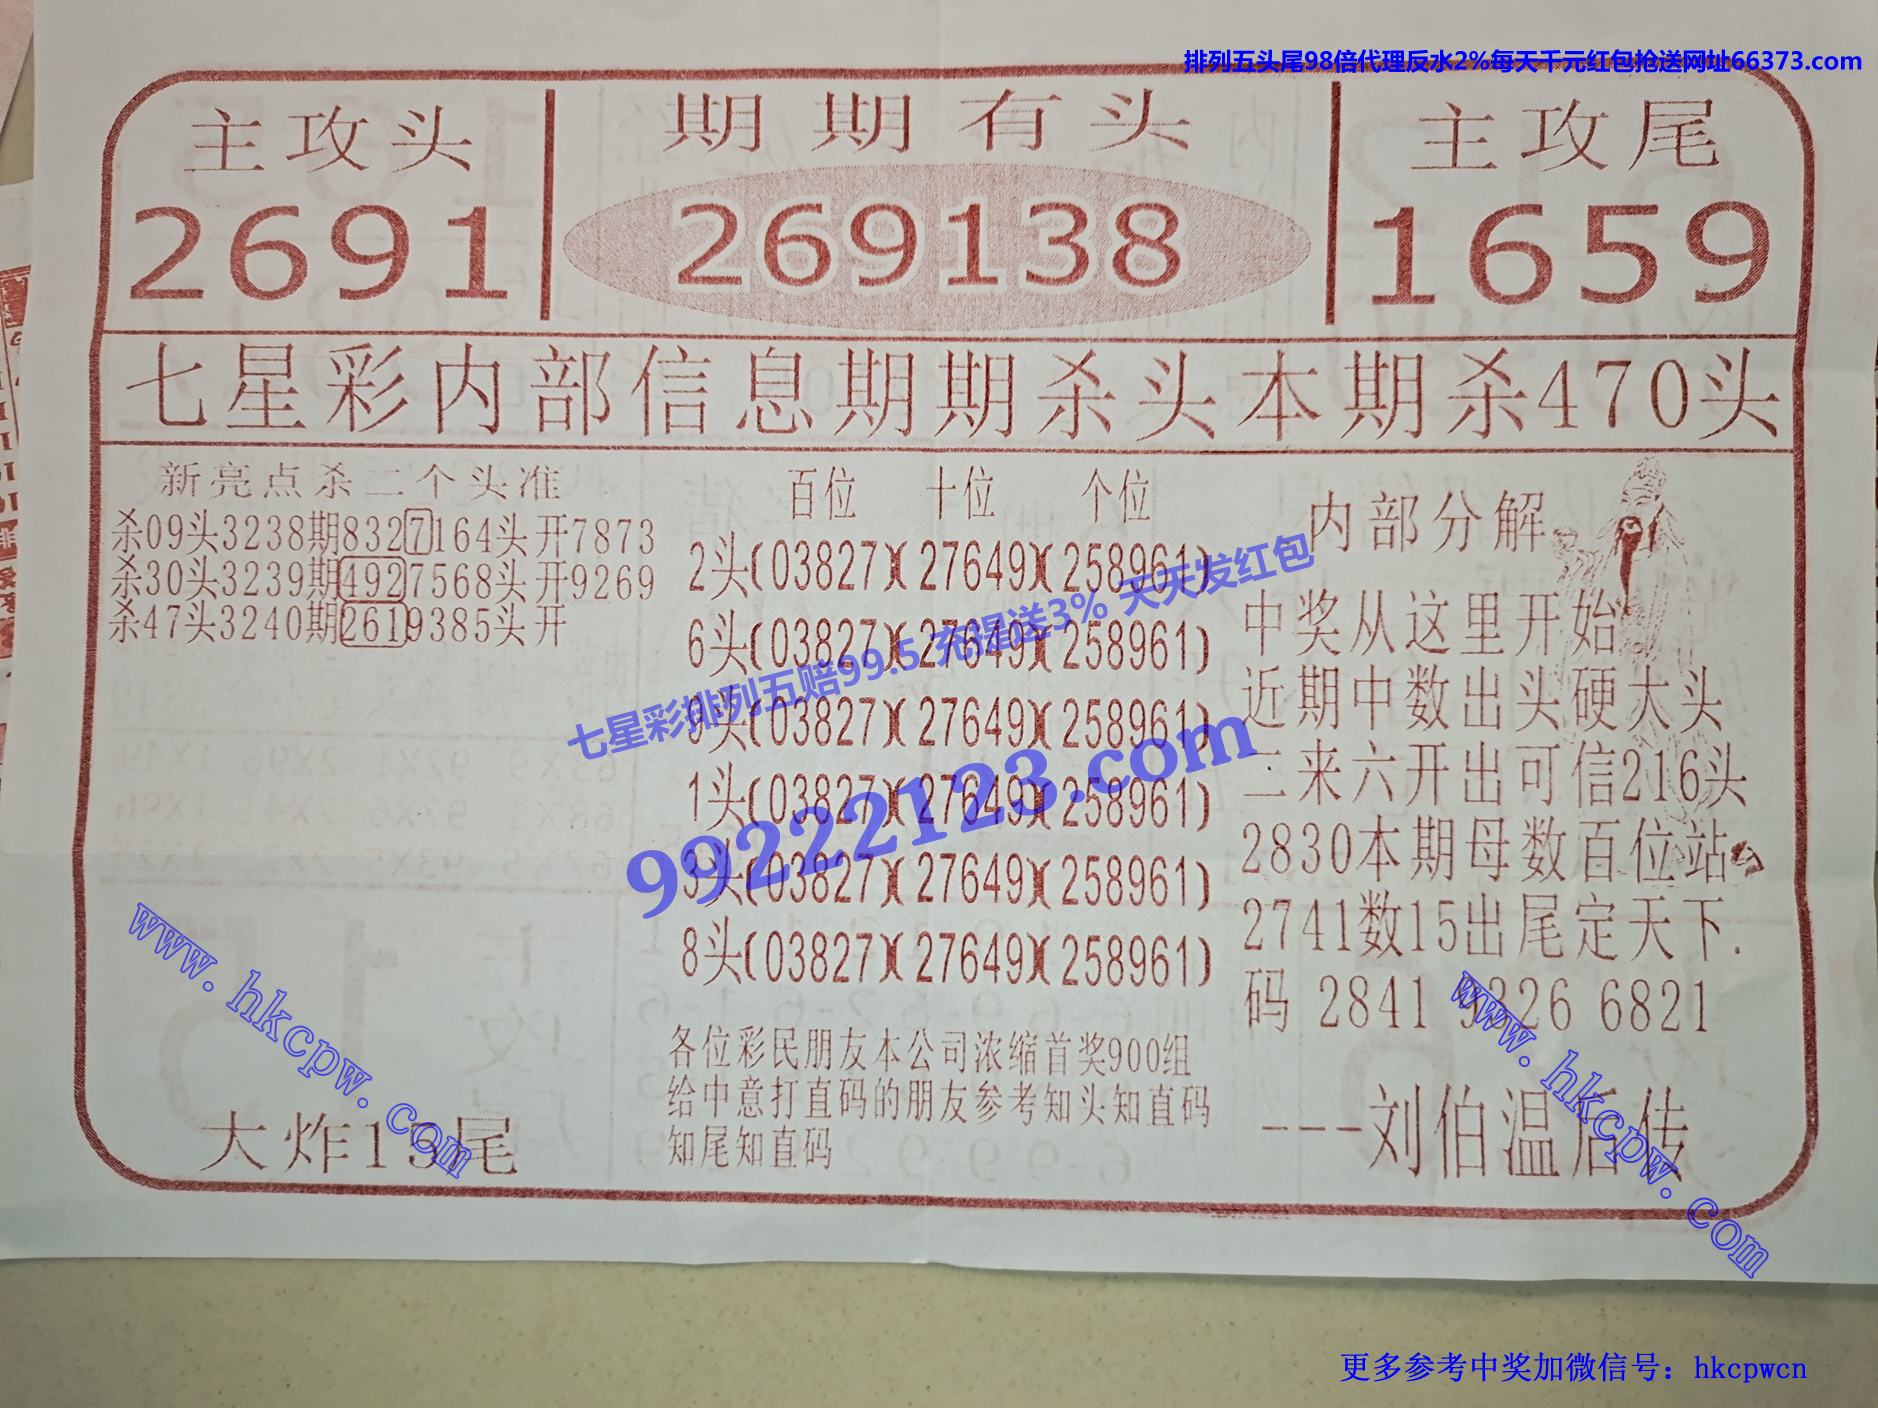 排列五头尾98倍代理反水2%每天千元红包抢送网址66373.com
主攻头
2691
期期有头
269138
主攻尾
1659
七星彩内部信息期期杀头本期杀470头
新亮点杀二个头准
杀09头3238期8327164头开7873
杀30头3239期4927568头开9269
杀47头3240期2619385头开
大炸15尾
百位 十位 个位
2头(03827)(27649)(258961)
6头(03827)(27649)(258961)
9头(03827)(27649)(258961)
1头(03827)(27649)(258961)
3头(03827)(27649)(258961)
8头(03827)(27649)(258961)
各位彩民朋友本公司浓缩首奖900组
给中意打直码的朋友参考知头知直码
知尾知直码
内部分解
中奖从这里开始
近期中数出头硬大头
二来六开出可信216头
2830本期母数百位站
2741数15出尾定天下.
码 2841 9326 6821
---刘伯温后传
七星彩排列五赔99.5 充提送3% 天天发红包
99222123.com
www.hkcpw.com
www.hkcpw.com
更多参考中奖加微信号：hkcpwcn